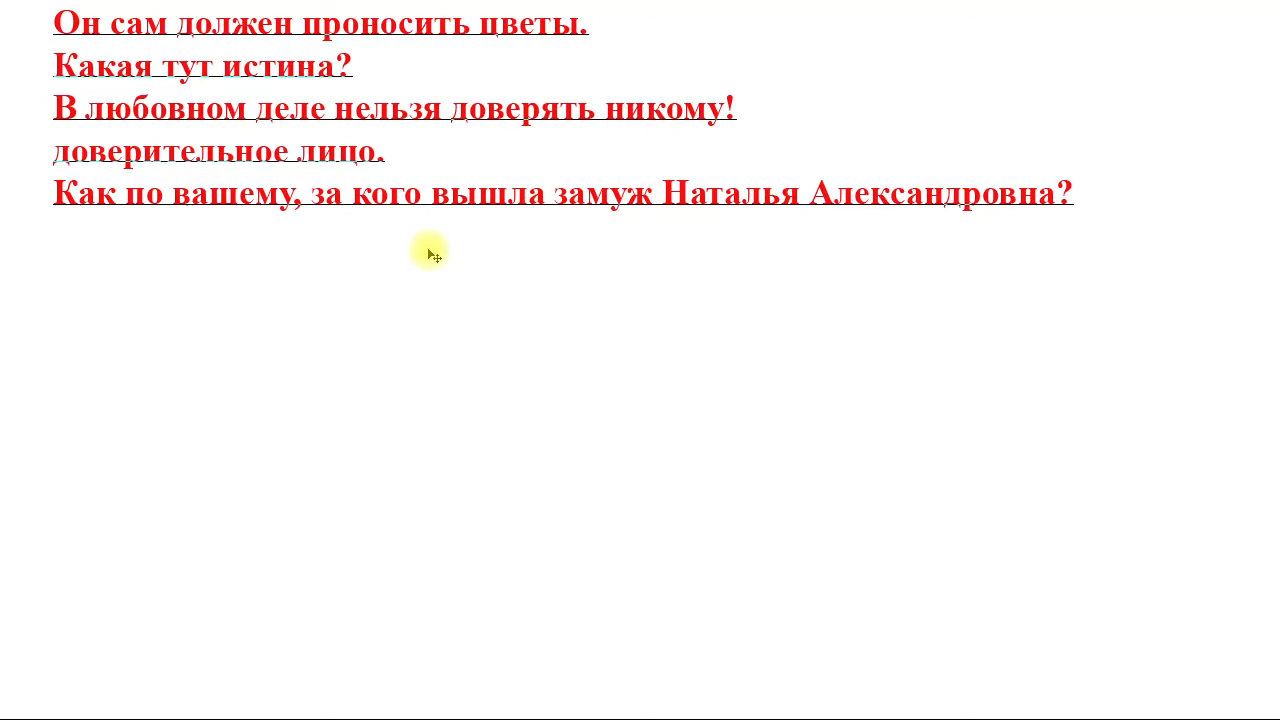 Он сам должен проносить цветы.
Какая тут истина?
В любовном деле нельзя доверять никому!
доверительное лицо.
Как по вашему, за кого вышла замуж Наталья Александровна?